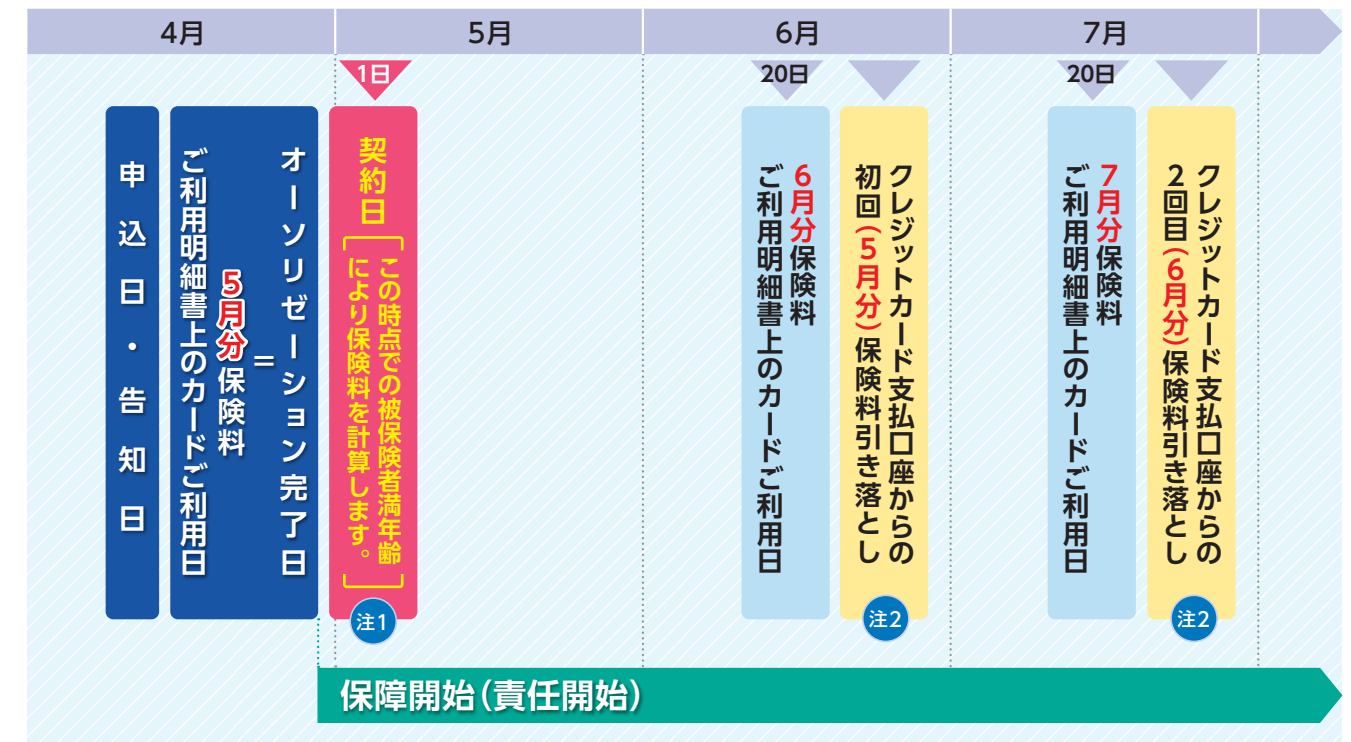 4月
5月
6月
7月
1日
20日
20日
申込日・告知日
オーソリゼーション完了日
=
5月分保険料
ご利用明細書上のカードご利用日
契約日
この時点での被保険者満年齢
により保険料を計算します。
注1
6月分保険料
ご利用明細書上のカードご利用日
クレジットカード支払口座からの
初回(5月分)保険料引き落とし
注2
7月分保険料
ご利用明細書上のカードご利用日
クレジットカード支払口座からの
2回目(6月分)保険料引き落とし
注2
保障開始(責任開始)